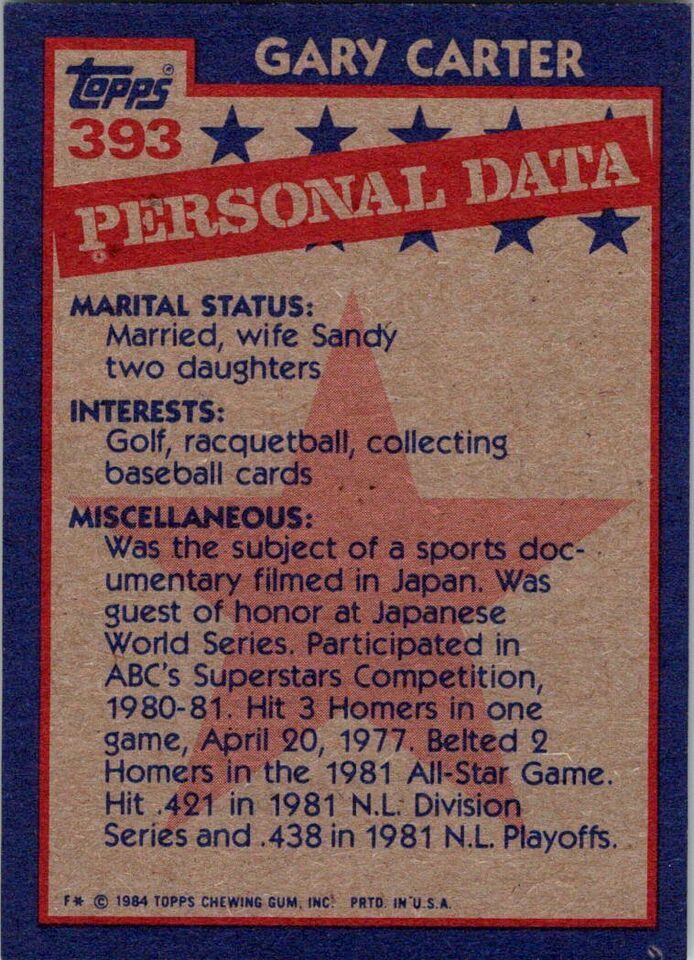 GARY CARTER
Topps®
393
PERSONAL DATA
MARITAL STATUS:
Married, wife Sandy
two daughters
INTERESTS:
Golf, racquetball, collecting
baseball cards
MISCELLANEOUS:
Was the subject of a sports doc-
umentary filmed in Japan. Was
guest of honor at Japanese
World Series. Participated in
ABC's Superstars Competition,
1980-81. Hit 3 Homers in one
game, April 20, 1977. Belted 2
Homers in the 1981 All-Star Game.
Hit .421 in 1981 N.L. Division
Series and .438 in 1981 N.L. Playoffs.
F* © 1984 TOPPS CHEWING GUM, INC. PRTD. IN U.S.A.